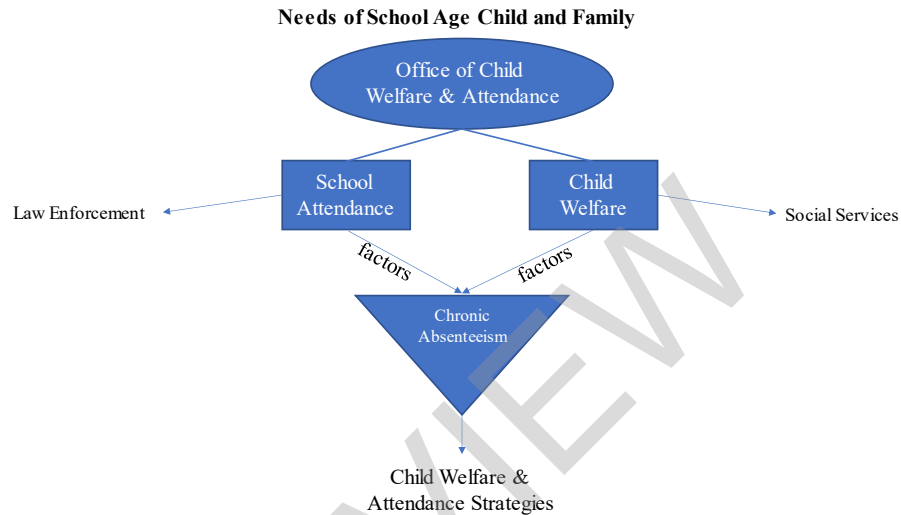 Needs of School Age Child and Family
Office of Child
Welfare & Attendance
School
Attendance
Child
Welfare
Law Enforcement
Social Services
factors
factors
Chronic
Absenteeism
Child Welfare &
Attendance Strategies
VIEW